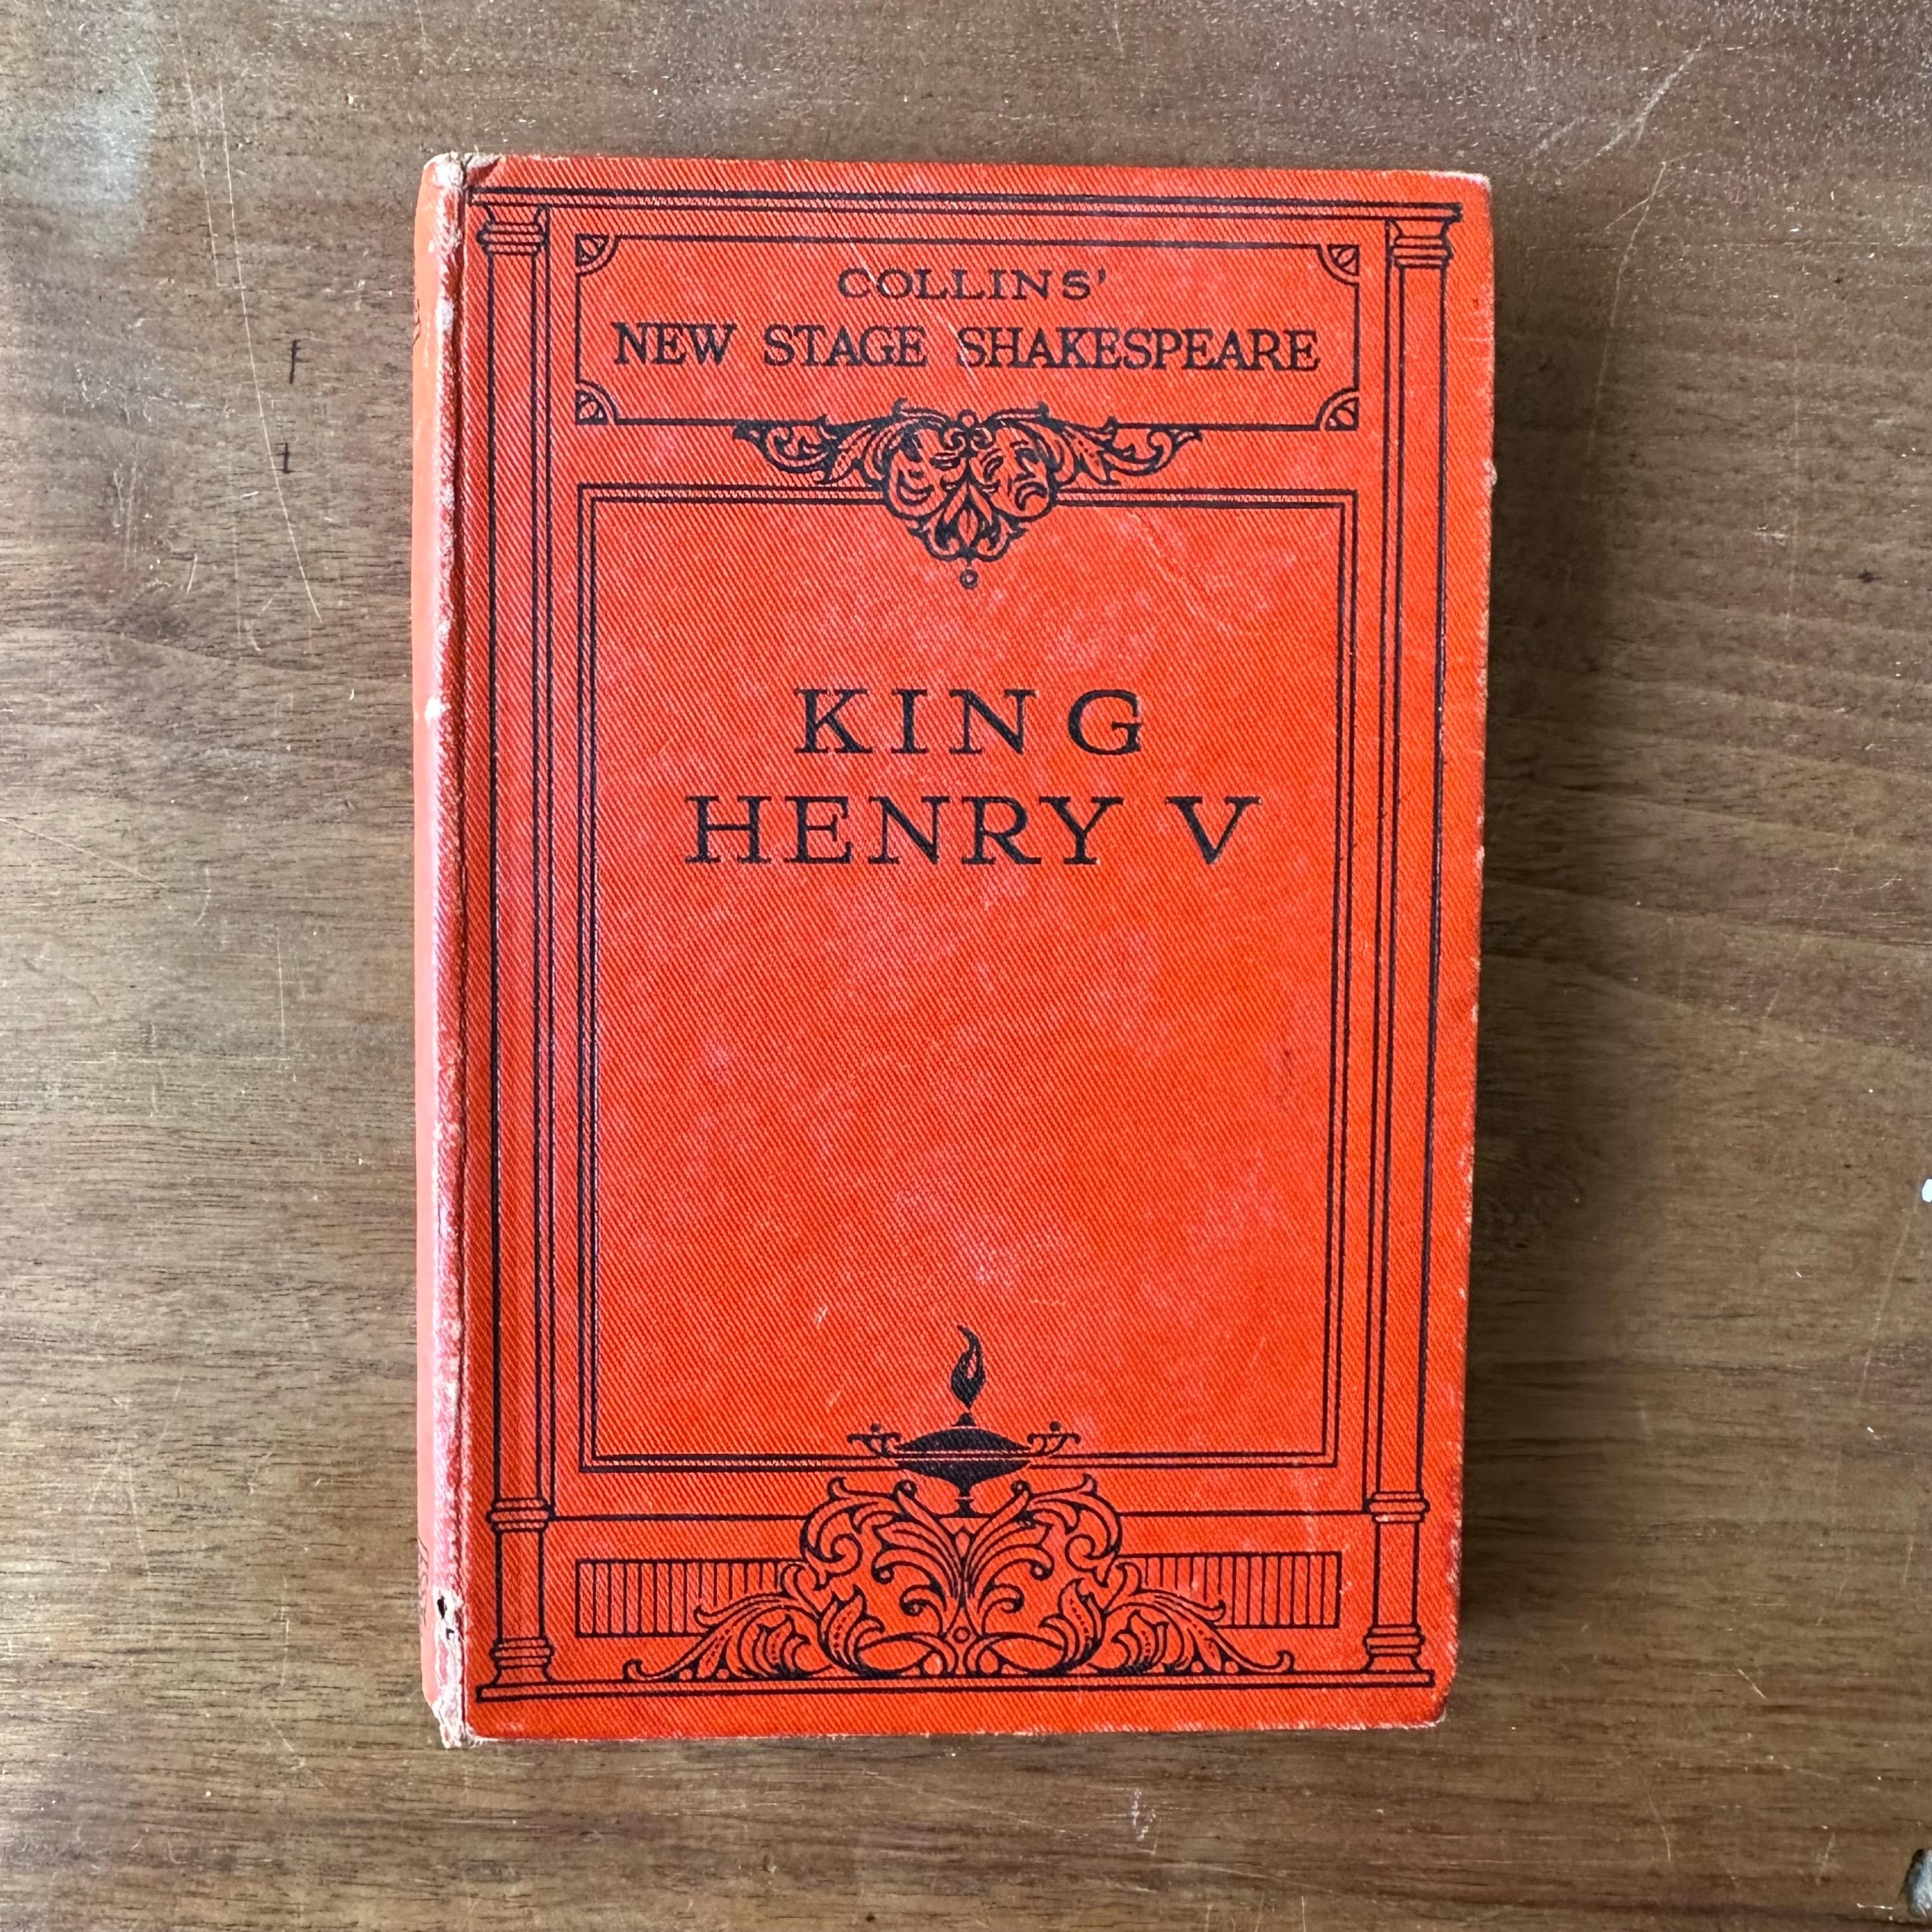 COLLINS'
NEW STAGE SHAKESPEARE
KING
HENRY V